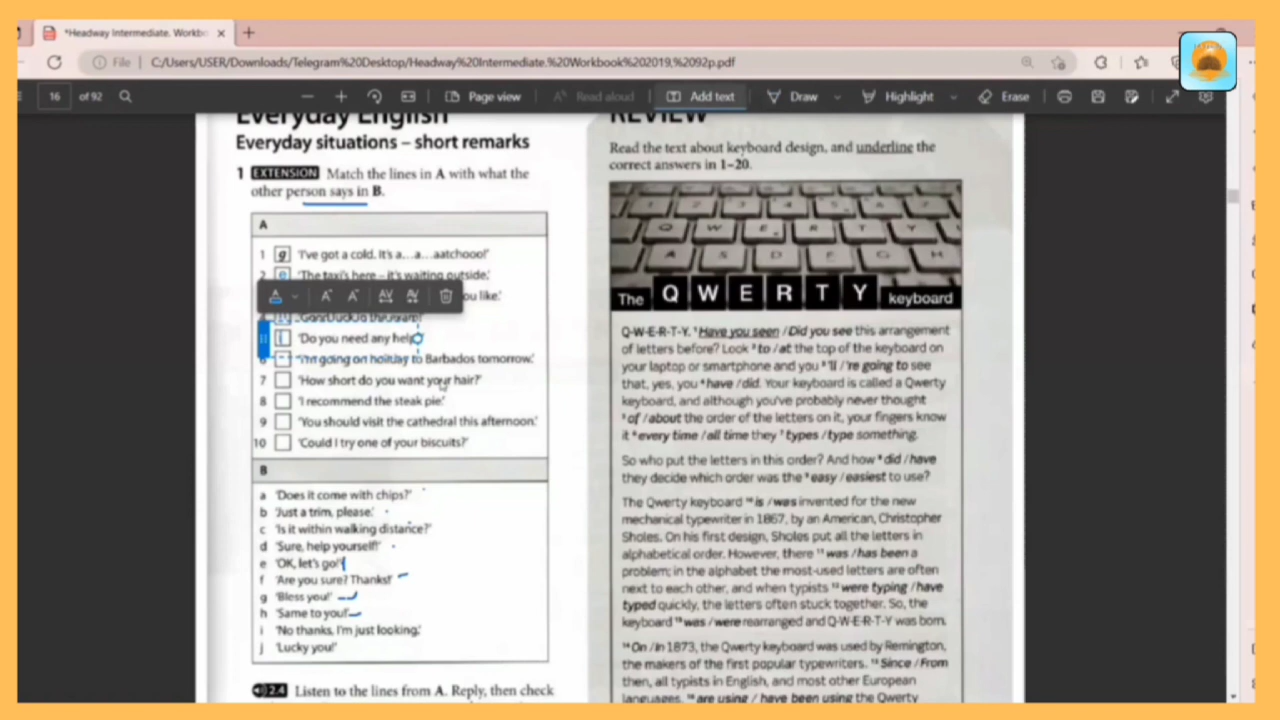 *Headway Intermediate. Workbo
File C:/Users/USER/Downloads/Telegram%20Desktop/Headway%20Intermediate.%20Workbook%202019,%2092p.pdf
16 of 92 Page view Read aloud Add text Draw Highlight Erase
Everyday English
Everyday situations – short remarks
1 EXTENSION Match the lines in A with what the
other person says in B.
A
1 g 'I've got a cold. It's a…a…aatchooo!'
2 e 'The taxi's here – it's waiting outside.'
you like.'
'Good luck in the exam!'
'Do you need any help
6 'I'm going on holiday to Barbados tomorrow.'
7 'How short do you want your hair?'
8 'I recommend the steak pie.'
9 'You should visit the cathedral this afternoon.'
10 'Could I try one of your biscuits?'
B
a 'Does it come with chips?'
b 'Just a trim, please.'
c 'Is it within walking distance?'
d 'Sure, help yourself!'
e 'OK, let's go!'
f 'Are you sure? Thanks!'
g 'Bless you!'
h 'Same to you!'
i 'No thanks, I'm just looking.'
j 'Lucky you!'
2.4 Listen to the lines from A. Reply, then check
REVIEW
Read the text about keyboard design, and underline the
correct answers in 1–20.
The QWERTY keyboard
Q-W-E-R-T-Y. 1 Have you seen / Did you see this arrangement
of letters before? Look 2 to / at the top of the keyboard on
your laptop or smartphone and you 3 'll / 're going to see
that, yes, you 4 have / did. Your keyboard is called a Qwerty
keyboard, and although you've probably never thought
5 of / about the order of the letters on it, your fingers know
it 6 every time / all time they 7 types / type something.
So who put the letters in this order? And how 8 did / have
they decide which order was the 9 easy / easiest to use?
The Qwerty keyboard 10 is / was invented for the new
mechanical typewriter in 1867, by an American, Christopher
Sholes. On his first design, Sholes put all the letters in
alphabetical order. However, there 11 was / has been a
problem; in the alphabet the most-used letters are often
next to each other, and when typists 12 were typing / have
typed quickly, the letters often stuck together. So, the
keyboard 13 was / were rearranged and Q-W-E-R-T-Y was born.
14 On / In 1873, the Qwerty keyboard was used by Remington,
the makers of the first popular typewriters. 15 Since / From
then, all typists in English, and most other European
languages, 16 are using / have been using the Qwerty